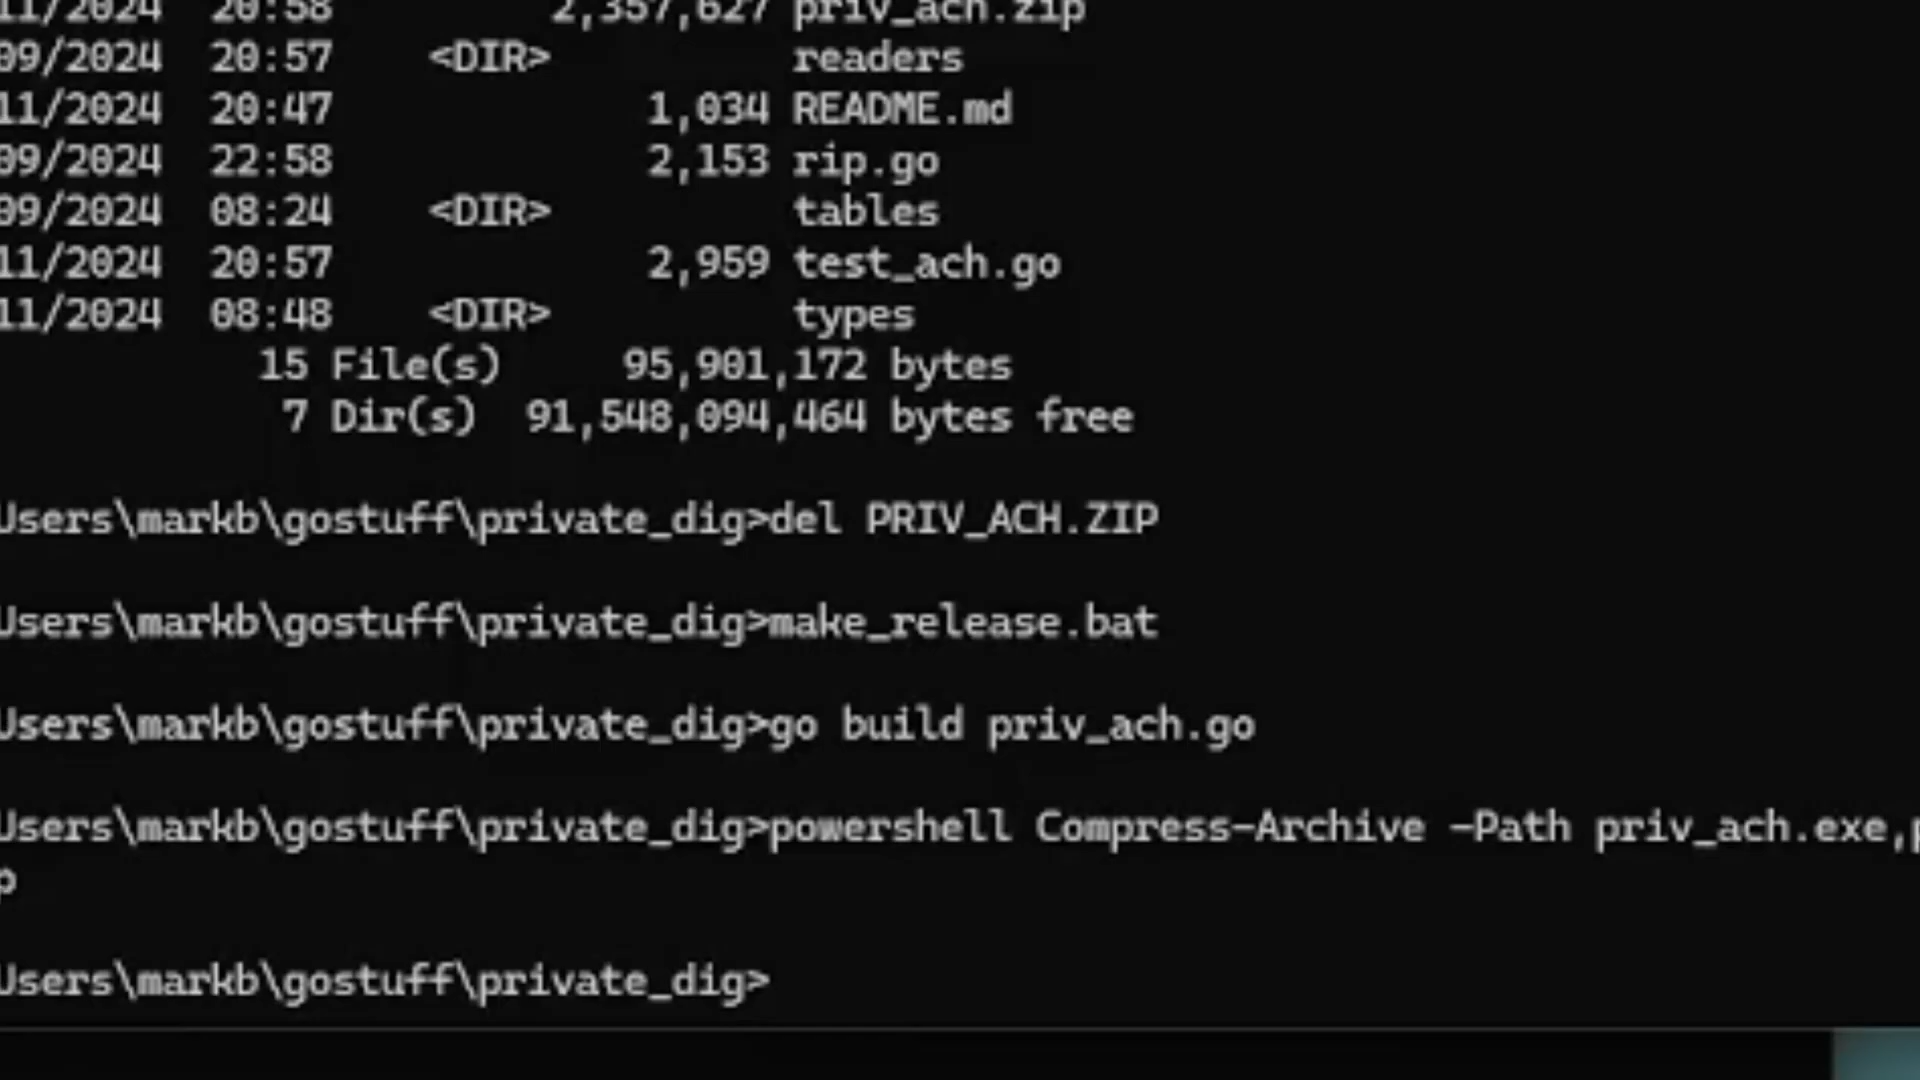 11/2024  20:58         2,357,627 priv_ach.zip
09/2024  20:57    <DIR>          readers
11/2024  20:47             1,034 README.md
09/2024  22:58             2,153 rip.go
09/2024  08:24    <DIR>          tables
11/2024  20:57             2,959 test_ach.go
11/2024  08:48    <DIR>          types
15 File(s)     95,901,172 bytes
7 Dir(s)  91,548,094,464 bytes free
Users\markb\gostuff\private_dig>del PRIV_ACH.ZIP
Users\markb\gostuff\private_dig>make_release.bat
Users\markb\gostuff\private_dig>go build priv_ach.go
Users\markb\gostuff\private_dig>powershell Compress-Archive -Path priv_ach.exe,p
p
Users\markb\gostuff\private_dig>